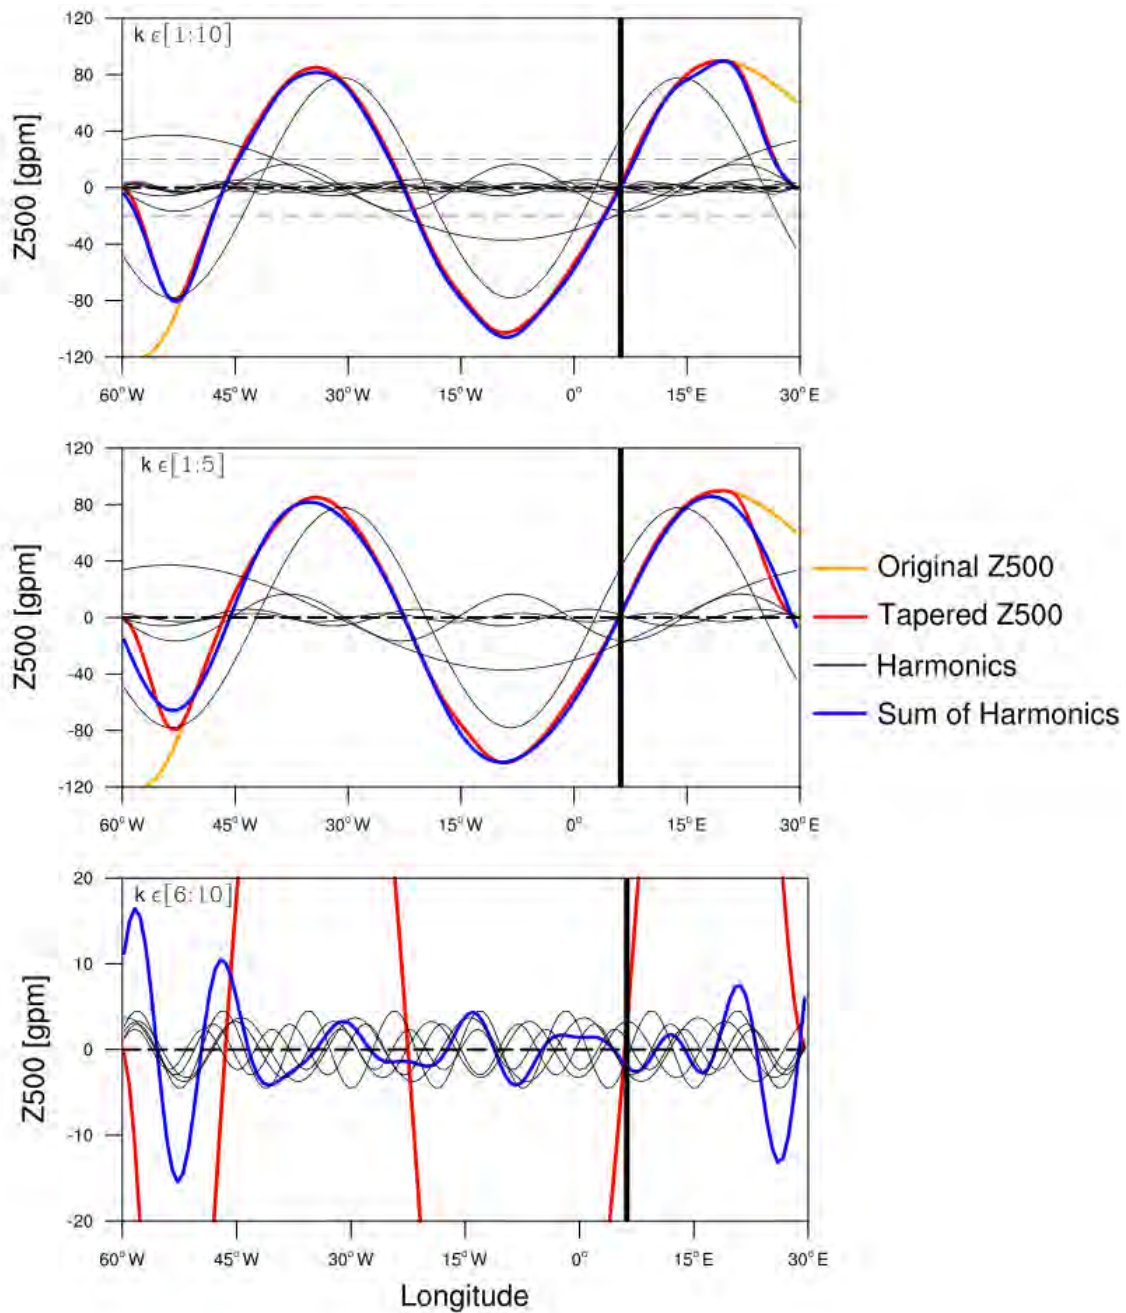 120
k ϵ[1:10]
80
40
0
-40
-80
-120
Z500 [gpm]
60°W 45°W 30°W 15°W 0° 15°E 30°E
120
k ϵ[1:5]
80
40
0
-40
-80
-120
Z500 [gpm]
60°W 45°W 30°W 15°W 0° 15°E 30°E
Original Z500
Tapered Z500
Harmonics
Sum of Harmonics
20
k ϵ[6:10]
10
0
-10
-20
Z500 [gpm]
60°W 45°W 30°W 15°W 0° 15°E 30°E
Longitude